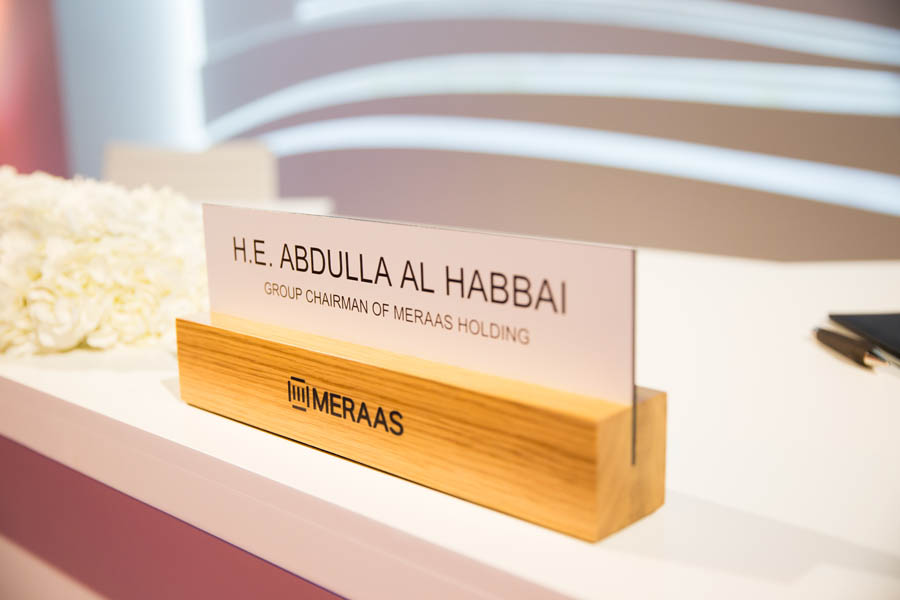 H.E. ABDULLA AL HABBAI
GROUP CHAIRMAN OF MERAAS HOLDING
MERAAS